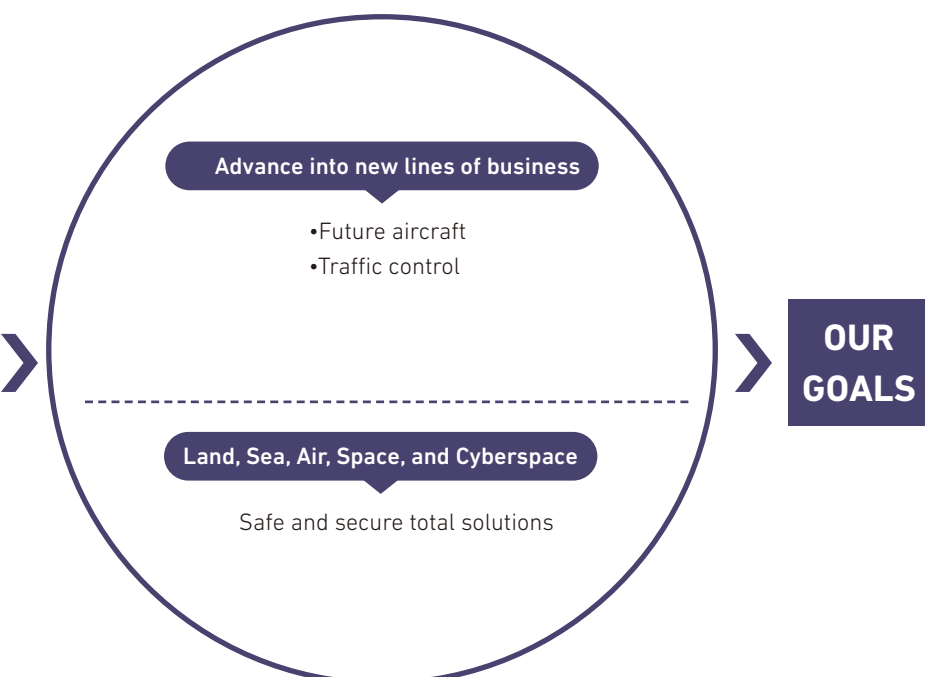 Advance into new lines of business
•Future aircraft
•Traffic control
OUR
GOALS
Land, Sea, Air, Space, and Cyberspace
Safe and secure total solutions